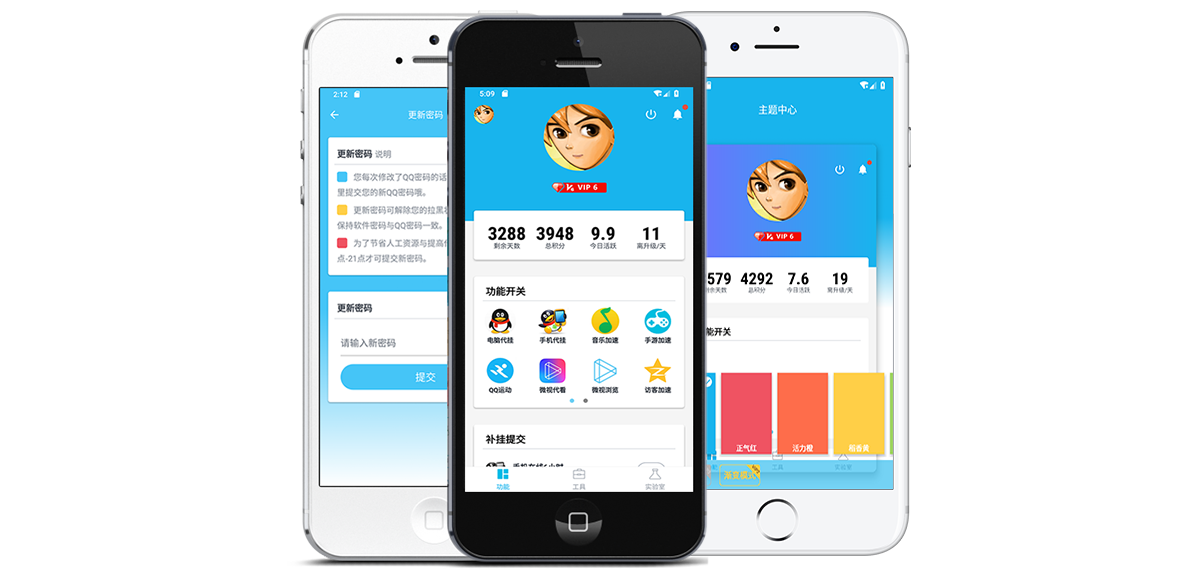 2:12
更新密码
更新密码 说明
您每次修改了QQ密码的话
里提交您的新QQ密码哦。
更新密码可解除您的拉黑
保持软件密码与QQ密码一致。
为了节省人工资源与提高
点-21点才可提交新密码。
更新密码
请输入新密码
提交
5:09
VIP 6
3288 3948 9.9 11
剩余天数 总积分 今日活跃 离升级/天
功能开关
电脑代挂 手机代挂 音乐加速 手游加速
QQ运动 微视代看 微视浏览 访客加速
补挂提交
功能 工具 实验室
主题中心
VIP 6
579 4292 7.6 19
余天数 总积分 今日活跃 离升级/天
能开关
正气红 活力橙 稻香黄
工具 实验室
渐变模式